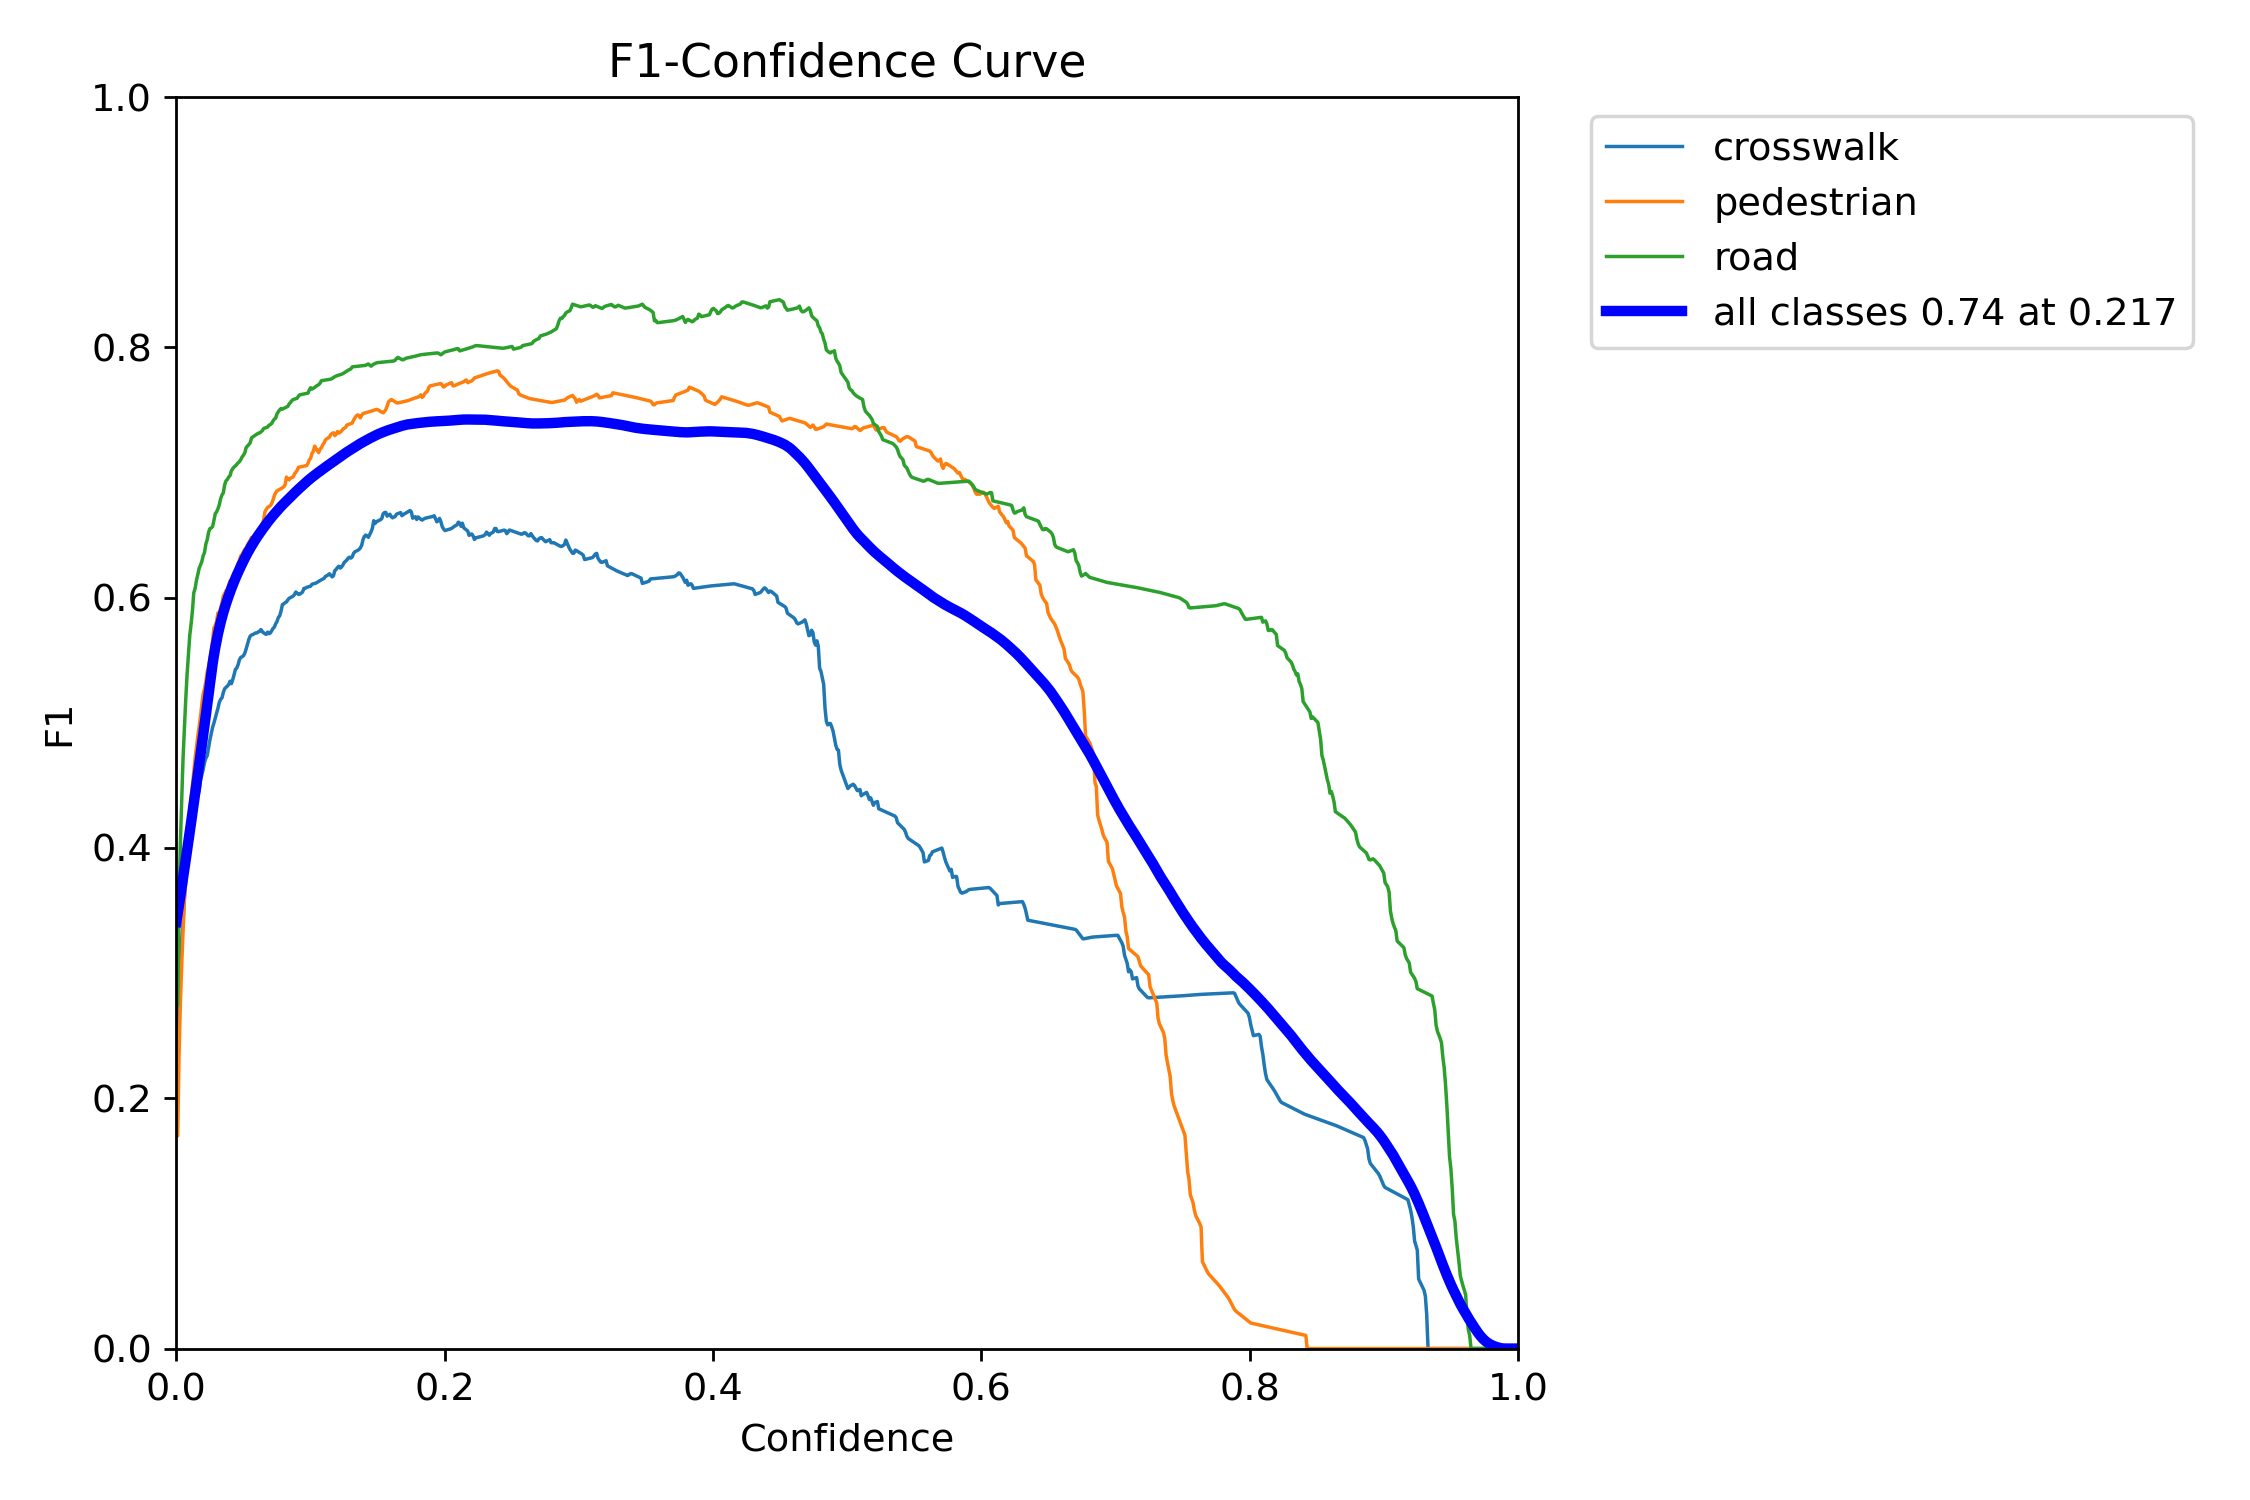 F1-Confidence Curve
1.0
0.8
0.6
0.4
0.2
0.0
F1
0.0 0.2 0.4 0.6 0.8 1.0
Confidence
crosswalk
pedestrian
road
all classes 0.74 at 0.217